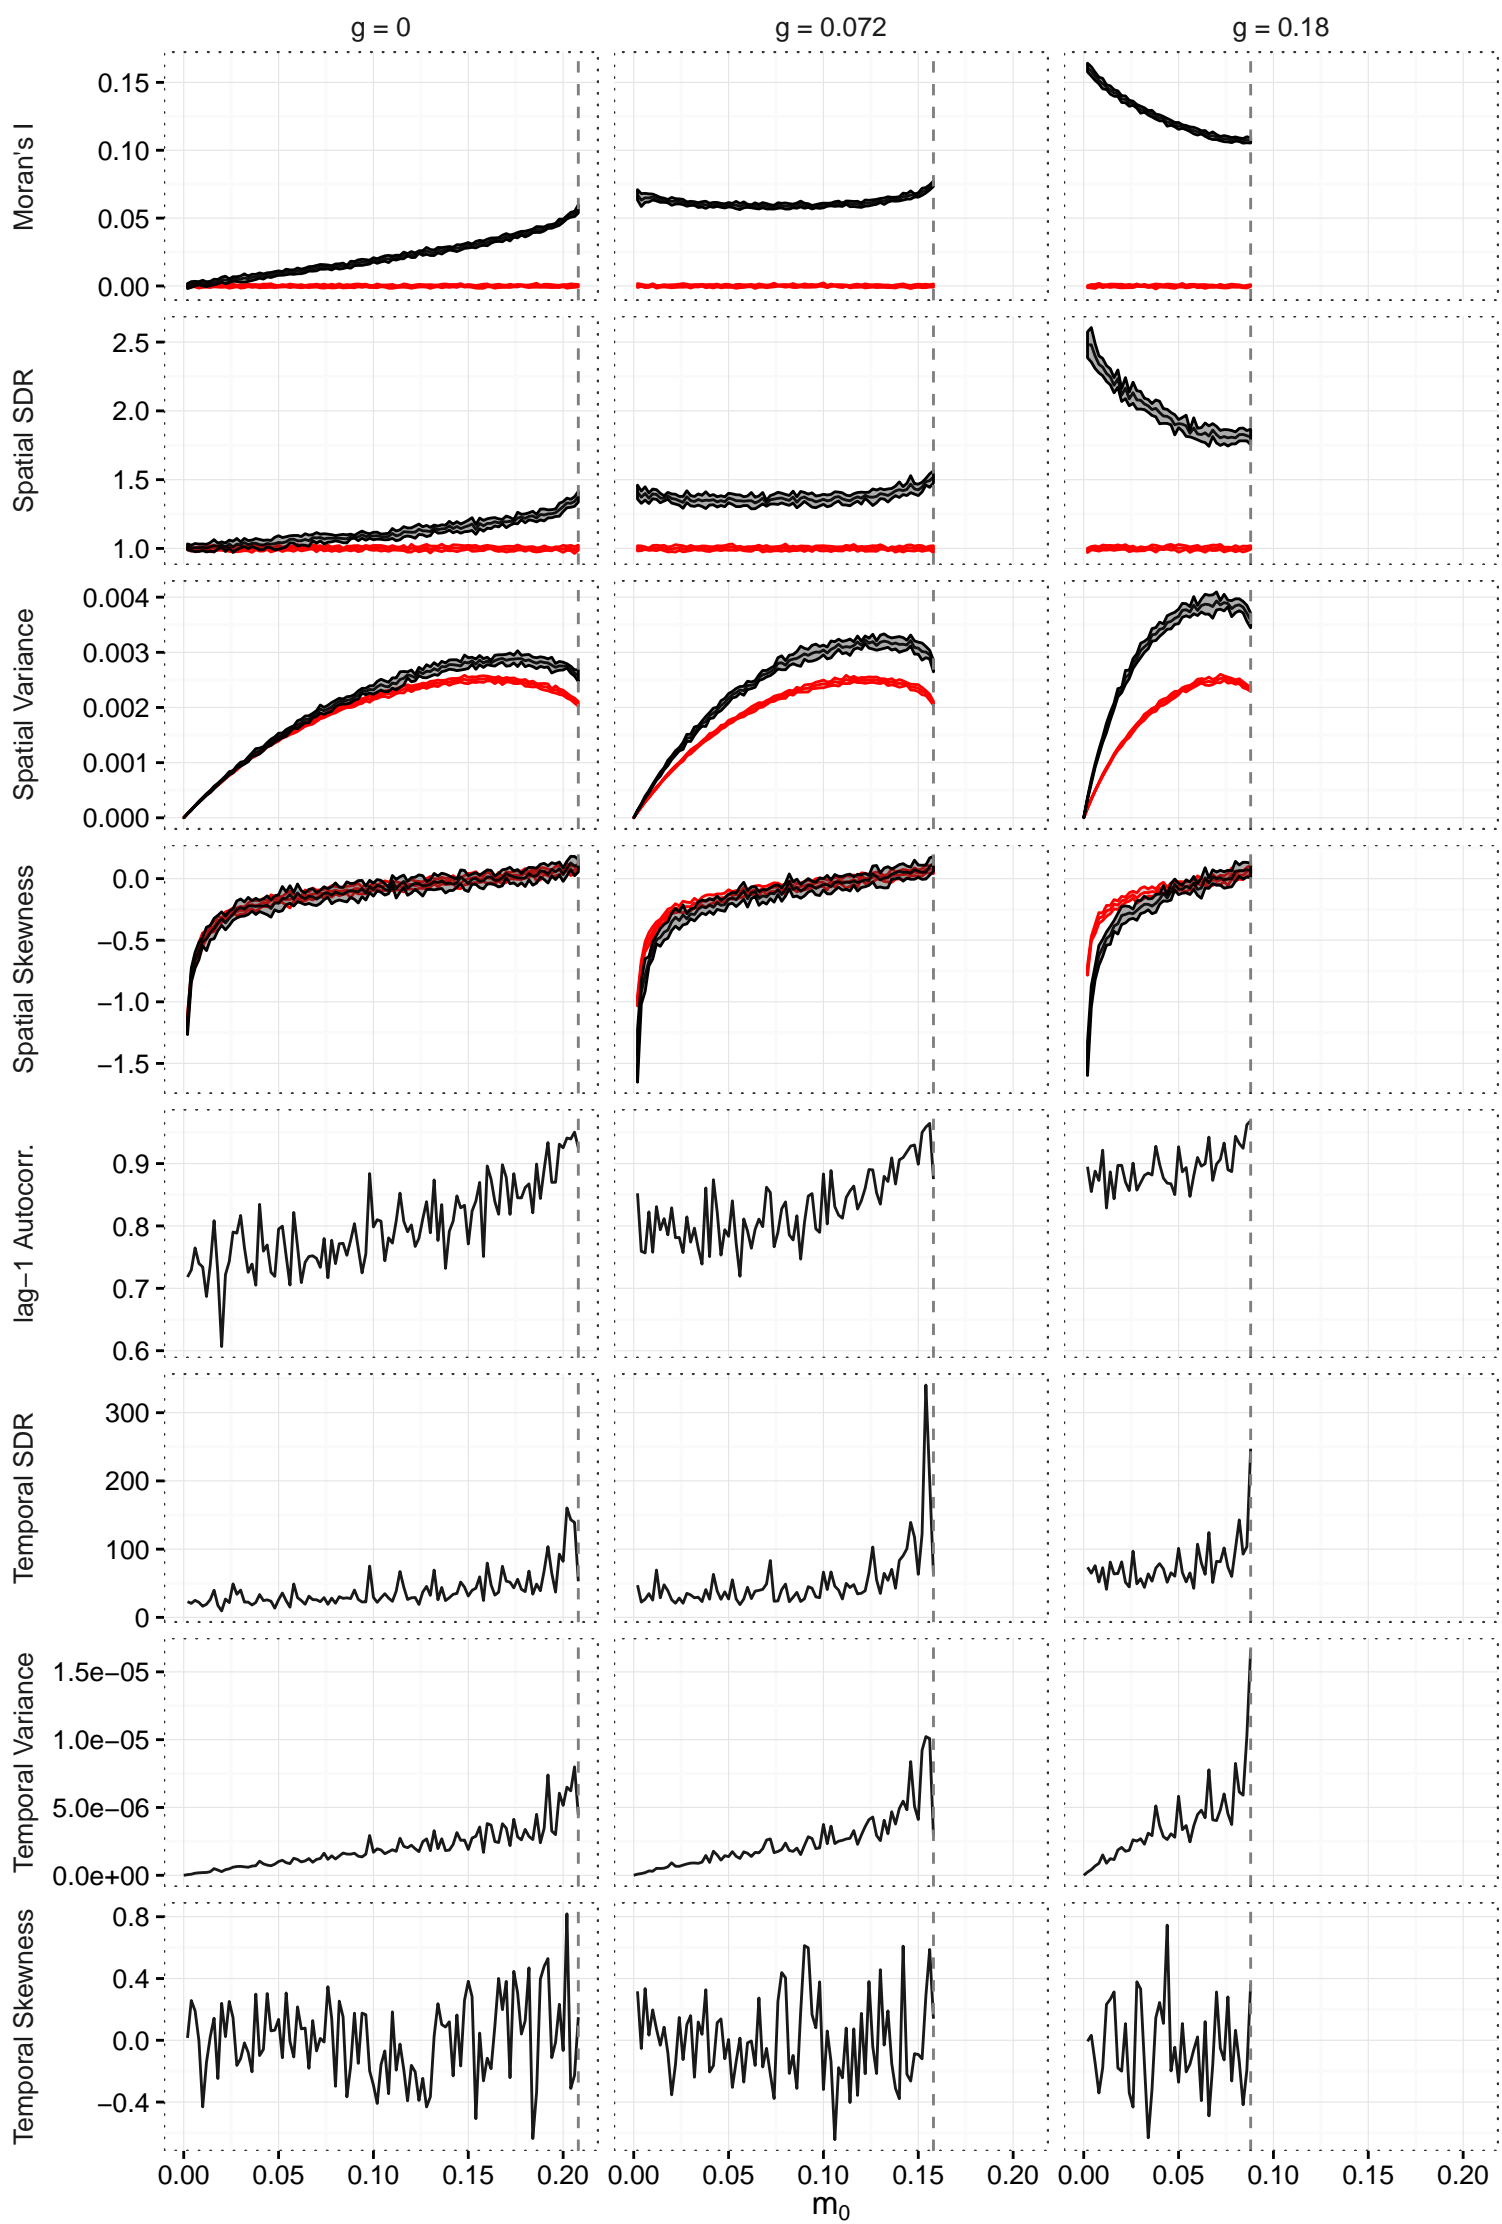 g = 0
g = 0.072
g = 0.18
Moran's I
0.15
0.10
0.05
0.00
Spatial SDR
2.5
2.0
1.5
1.0
Spatial Variance
0.004
0.003
0.002
0.001
0.000
Spatial Skewness
0.0
−0.5
−1.0
−1.5
lag−1 Autocorr.
0.9
0.8
0.7
0.6
Temporal SDR
300
200
100
0
Temporal Variance
1.5e−05
1.0e−05
5.0e−06
0.0e+00
Temporal Skewness
0.8
0.4
0.0
−0.4
0.00 0.05 0.10 0.15 0.20 0.00 0.05 0.10 0.15 0.20 0.00 0.05 0.10 0.15 0.20
m₀